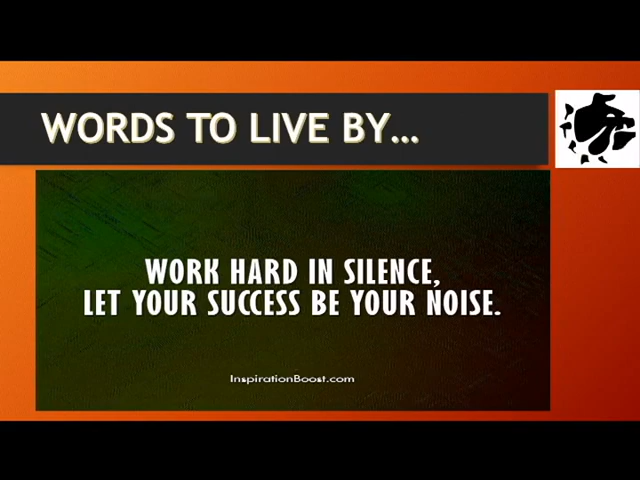 WORDS TO LIVE BY...
WORK HARD IN SILENCE,
LET YOUR SUCCESS BE YOUR NOISE.
InspirationBoost.com